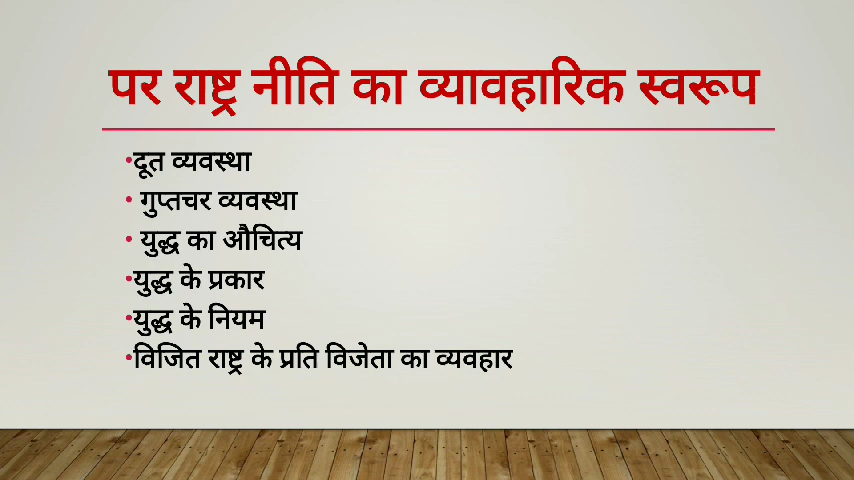 पर राष्ट्र नीति का व्यावहारिक स्वरूप
•दूत व्यवस्था
• गुप्तचर व्यवस्था
• युद्ध का औचित्य
•युद्ध के प्रकार
•युद्ध के नियम
•विजित राष्ट्र के प्रति विजेता का व्यवहार